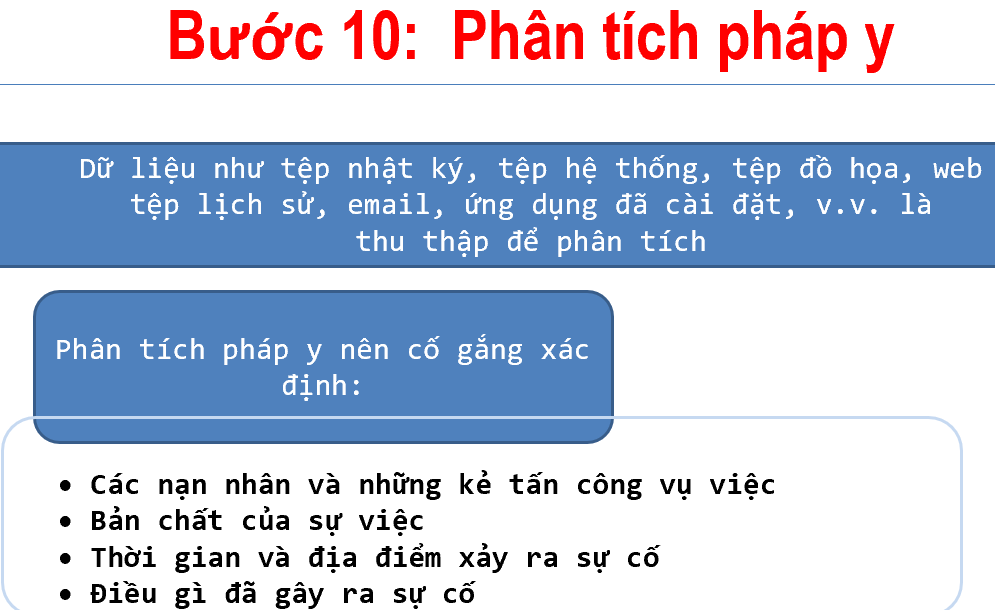 Bước 10: Phân tích pháp y
Dữ liệu như tệp nhật ký, tệp hệ thống, tệp đồ họa, web
tệp lịch sử, email, ứng dụng đã cài đặt, v.v. là
thu thập để phân tích
Phân tích pháp y nên cố gắng xác
định:
• Các nạn nhân và những kẻ tấn công vụ việc
• Bản chất của sự việc
• Thời gian và địa điểm xảy ra sự cố
• Điều gì đã gây ra sự cố